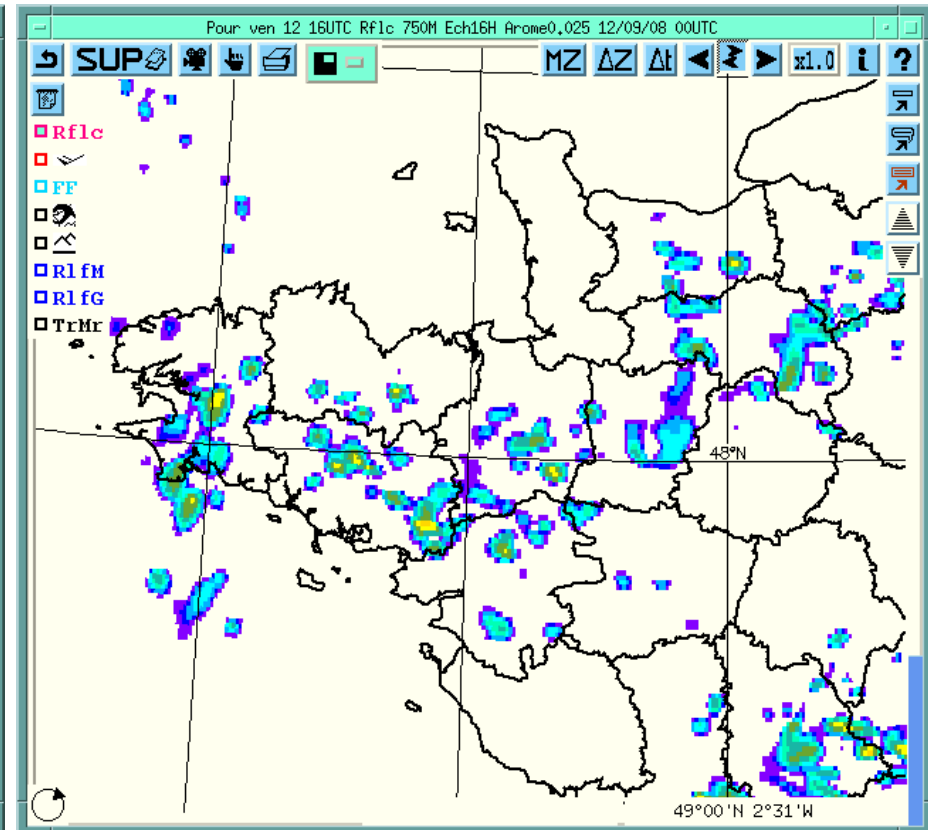 Pour ven 12 16UTC Rflc 750M Ech16H Arome0.025 12/09/08 00UTC
SUP MZ ΔZ Δt x1.0 i ?
Rflc
FF
RlfM
RlfG
TrMr
48°N
49°00'N 2°31'W